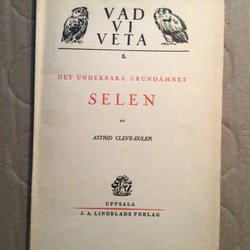 VAD
VI
VETA
8.
DET UNDERBARA GRUNDÄMNET
SELEN
AV
ASTRID CLEVE-EULER
UPPSALA
J. A. LINDBLADS FÖRLAG